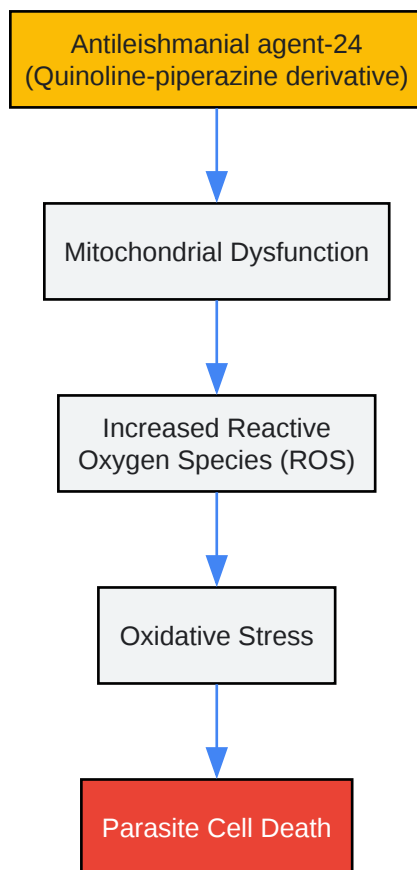 Antileishmanial agent-24
(Quinoline-piperazine derivative)
Mitochondrial Dysfunction
Increased Reactive
Oxygen Species (ROS)
Oxidative Stress
Parasite Cell Death